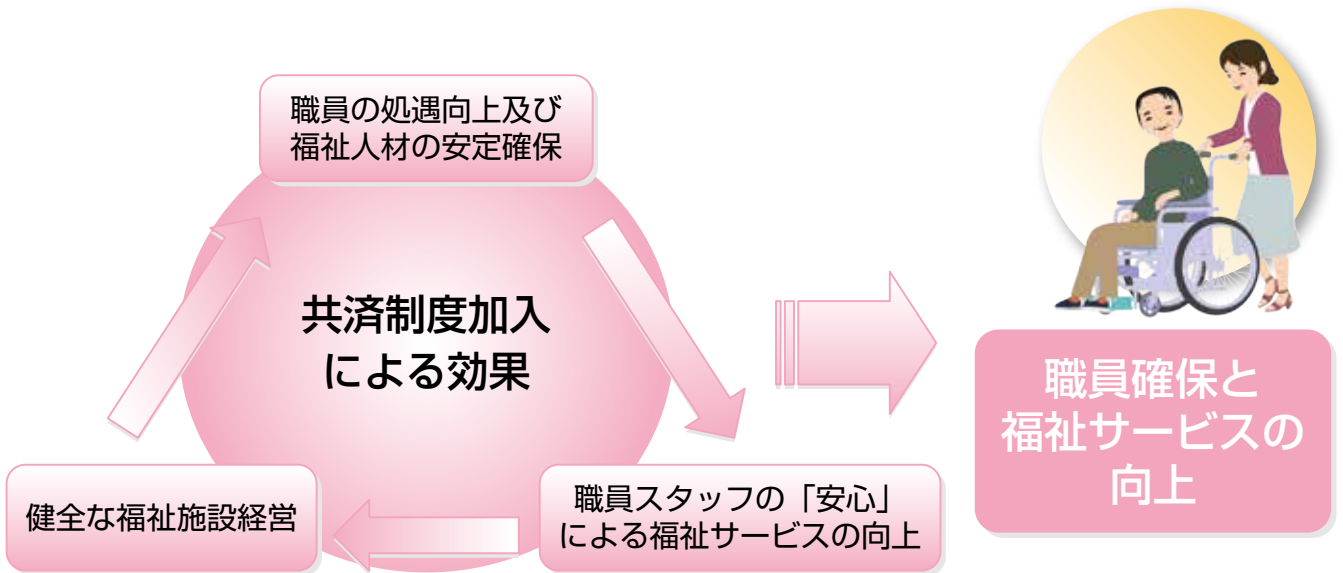 職員の処遇向上及び
福祉人材の安定確保
共済制度加入
による効果
健全な福祉施設経営
職員スタッフの「安心」
による福祉サービスの向上
職員確保と
福祉サービスの
向上